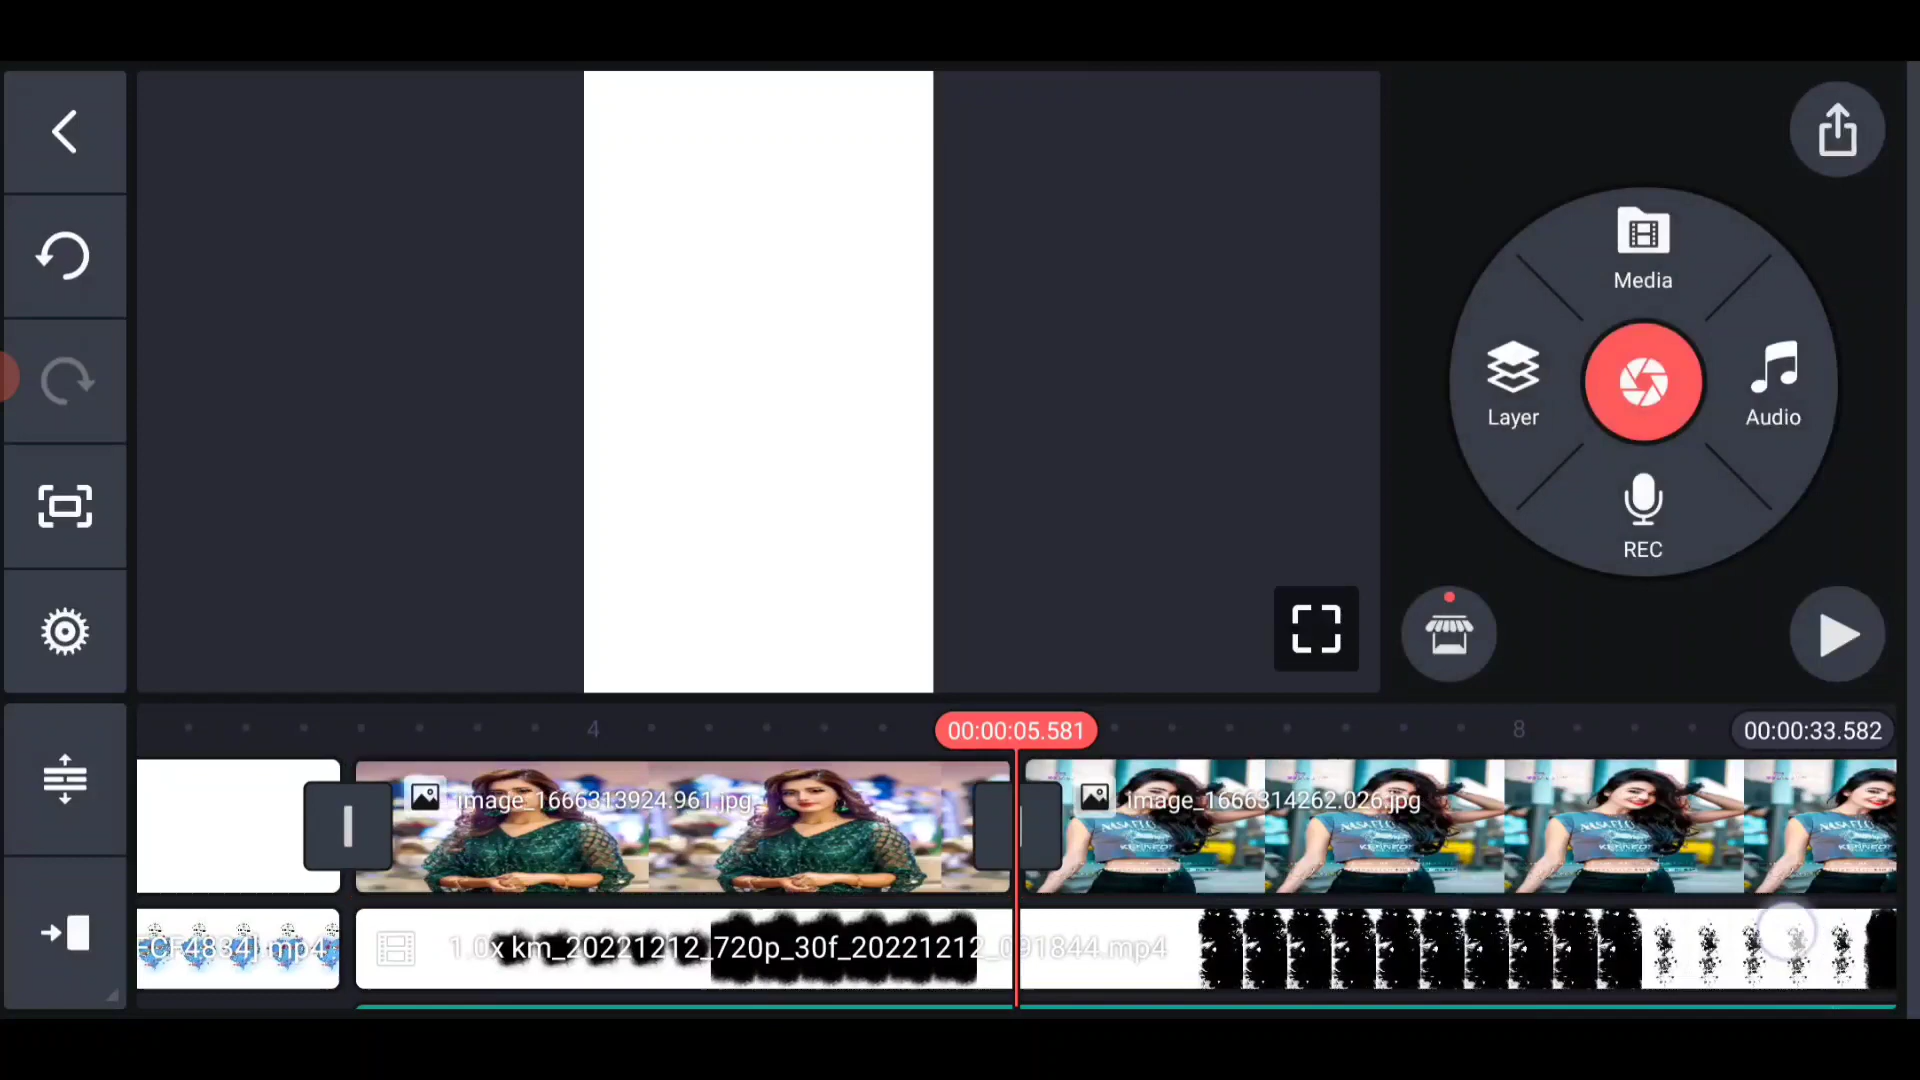 Media
Layer
Audio
REC
4
00:00:05.581
8
00:00:33.582
image_1666313924.961.jpg
image_1666314262.026.jpg
CF4834].mp4
1.0x km_20221212_720p_30f_20221212_091844.mp4